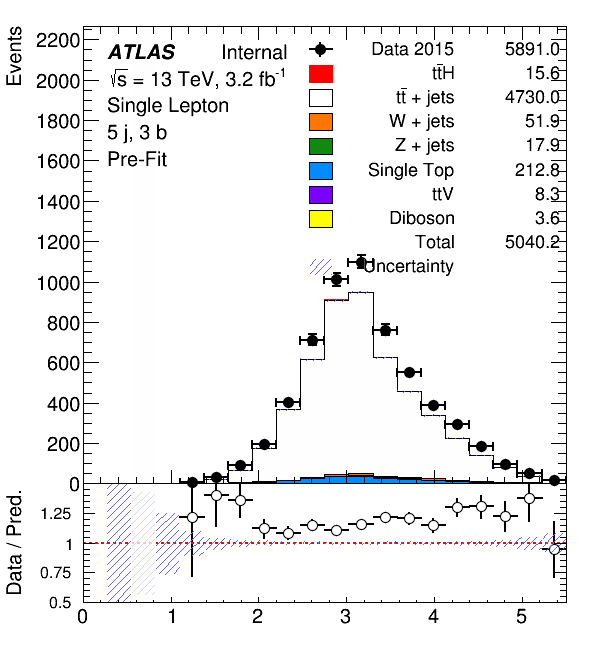 Events
2200
2000
1800
1600
1400
1200
1000
800
600
400
200
0
ATLAS Internal
√s = 13 TeV, 3.2 fb⁻¹
Single Lepton
5 j, 3 b
Pre-Fit
Data 2015 5891.0
tt̄H 15.6
tt̄ + jets 4730.0
W + jets 51.9
Z + jets 17.9
Single Top 212.8
ttV 8.3
Diboson 3.6
Total 5040.2
Uncertainty
Data / Pred.
1.25
1
0.75
0.5
0 1 2 3 4 5